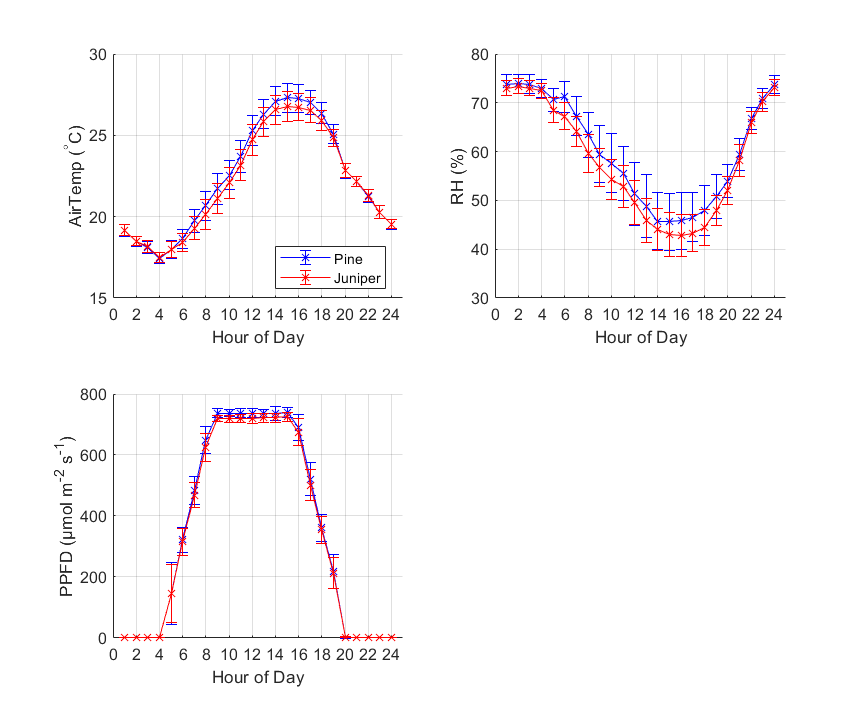 30
25
20
15
AirTemp (°C)
0 2 4 6 8 10 12 14 16 18 20 22 24
Hour of Day
Pine
Juniper
80
70
60
50
40
30
RH (%)
0 2 4 6 8 10 12 14 16 18 20 22 24
Hour of Day
800
600
400
200
0
PPFD (μmol m⁻² s⁻¹)
0 2 4 6 8 10 12 14 16 18 20 22 24
Hour of Day